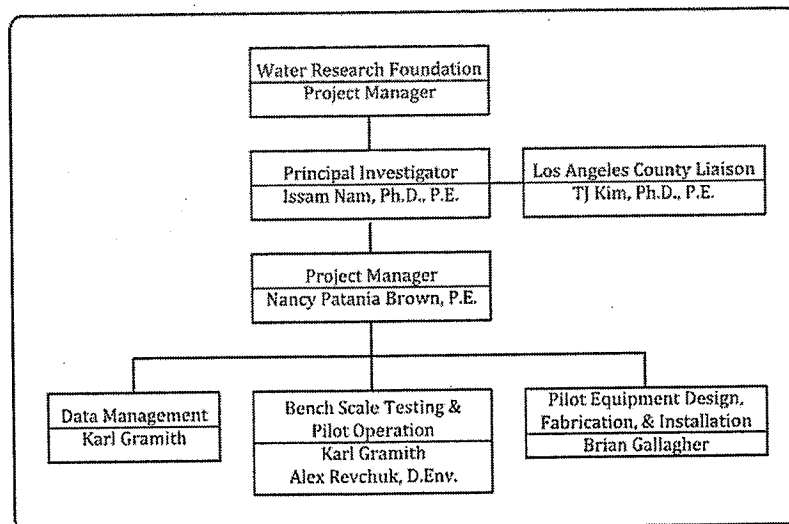 Water Research Foundation
Project Manager
Principal Investigator
Issam Nam, Ph.D., P.E.
Los Angeles County Liaison
TJ Kim, Ph.D., P.E.
Project Manager
Nancy Patania Brown, P.E.
Data Management
Karl Gramith
Bench Scale Testing &
Pilot Operation
Karl Gramith
Alex Revchuk, D.Env.
Pilot Equipment Design,
Fabrication, & Installation
Brian Gallagher